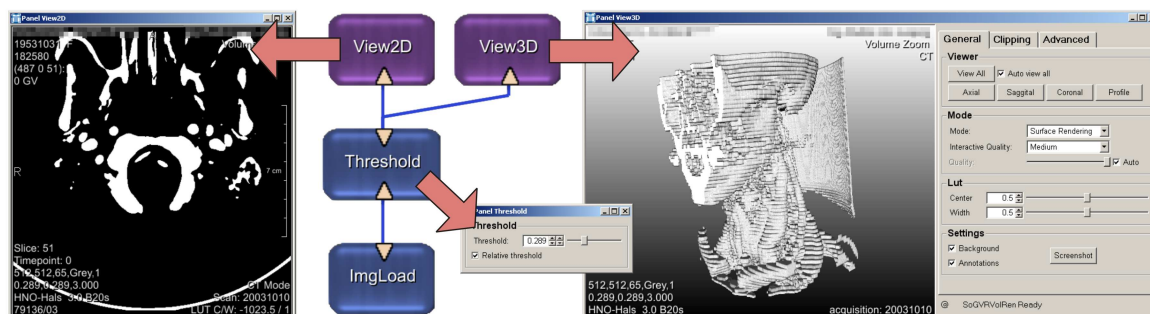 Panel View2D
19531031 F
Volume
182580
(487 0 51):
0 GV
R
7 cm
Slice: 51
Timepoint: 0
512,512,65,Grey,1
0.289,0.289,3.000
HNO-Hals 3.0 B20s
79136/03
CT Mode
Scan: 20031010
LUT C/W: -1023.5 / 1
View2D
View3D
Threshold
ImgLoad
Panel Threshold
Threshold
Threshold:
0.289
Relative threshold
Panel View3D
Volume Zoom
CT
512,512,65,Grey,1
0.289,0.289,3.000
HNO-Hals 3.0 B20s
acquisition: 20031010
General
Clipping
Advanced
Viewer
View All
Auto view all
Axial
Saggital
Coronal
Profile
Mode
Mode:
Surface Rendering
Interactive Quality:
Medium
Quality:
Auto
Lut
Center
0.5
Width
0.5
Settings
Background
Annotations
Screenshot
@ SoGVRVolRen Ready